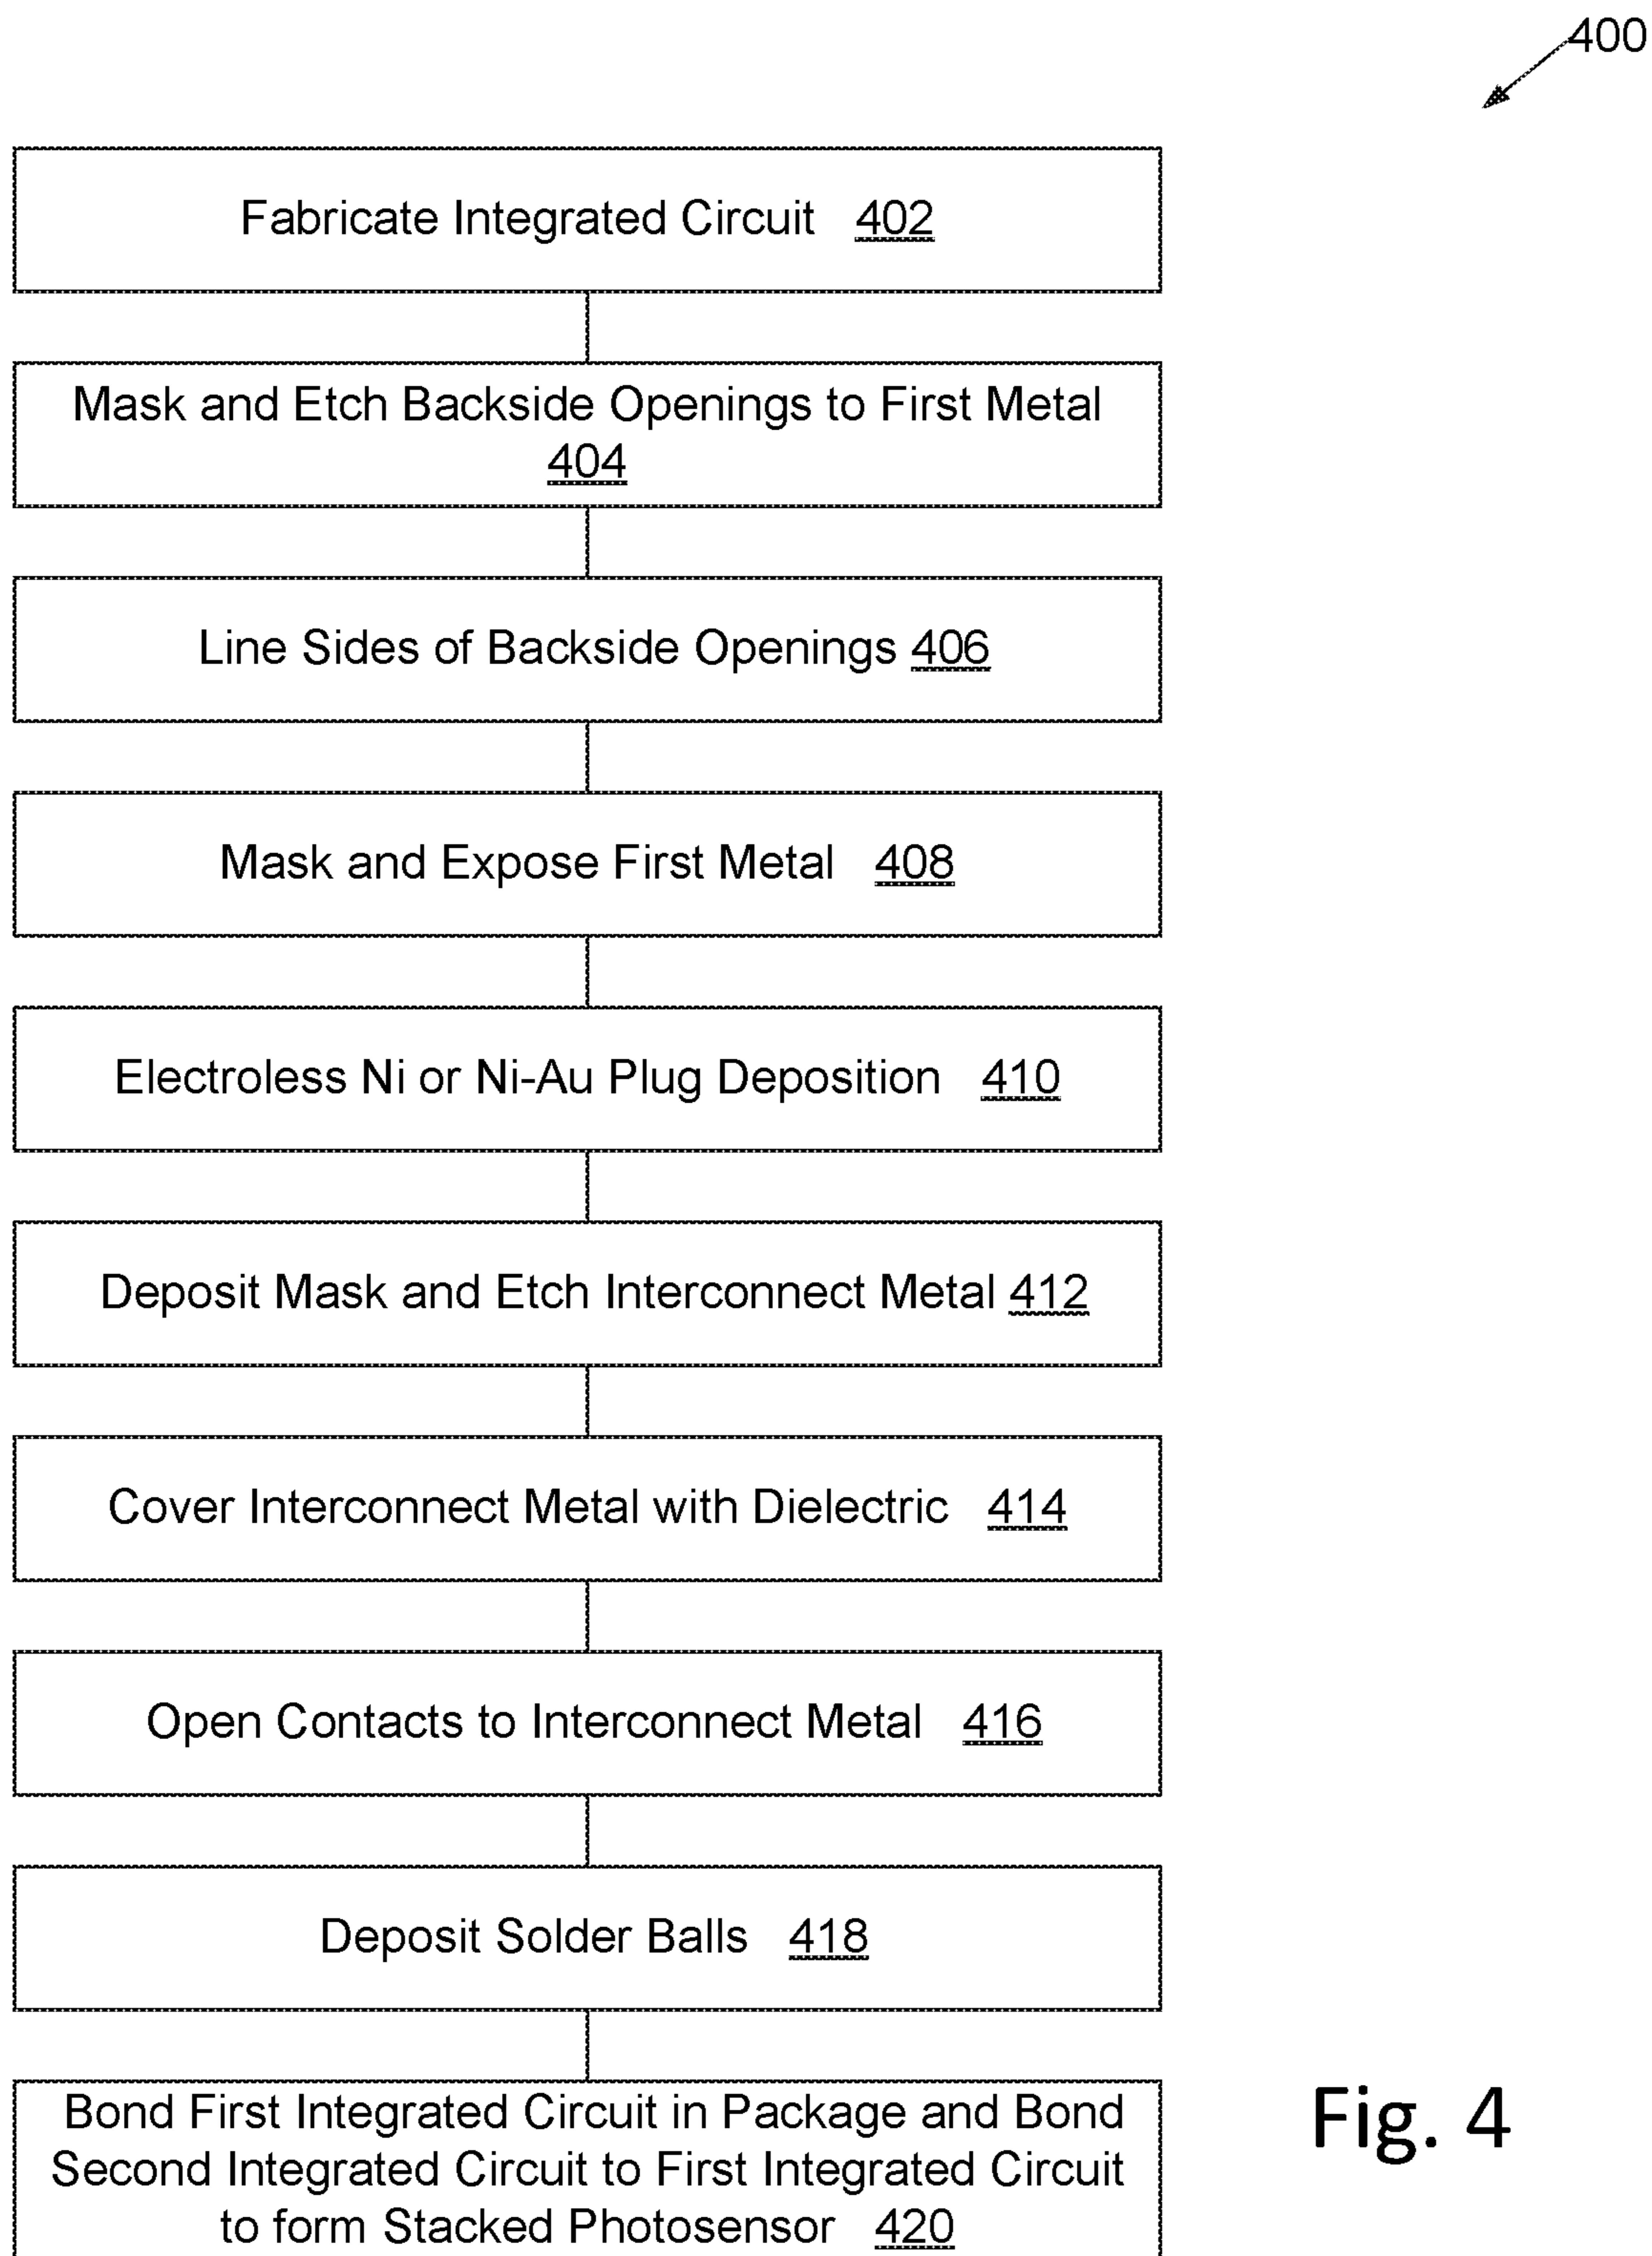 400
Fabricate Integrated Circuit 402
Mask and Etch Backside Openings to First Metal
404
Line Sides of Backside Openings 406
Mask and Expose First Metal 408
Electroless Ni or Ni-Au Plug Deposition 410
Deposit Mask and Etch Interconnect Metal 412
Cover Interconnect Metal with Dielectric 414
Open Contacts to Interconnect Metal 416
Deposit Solder Balls 418
Bond First Integrated Circuit in Package and Bond
Second Integrated Circuit to First Integrated Circuit
to form Stacked Photosensor 420
Fig. 4